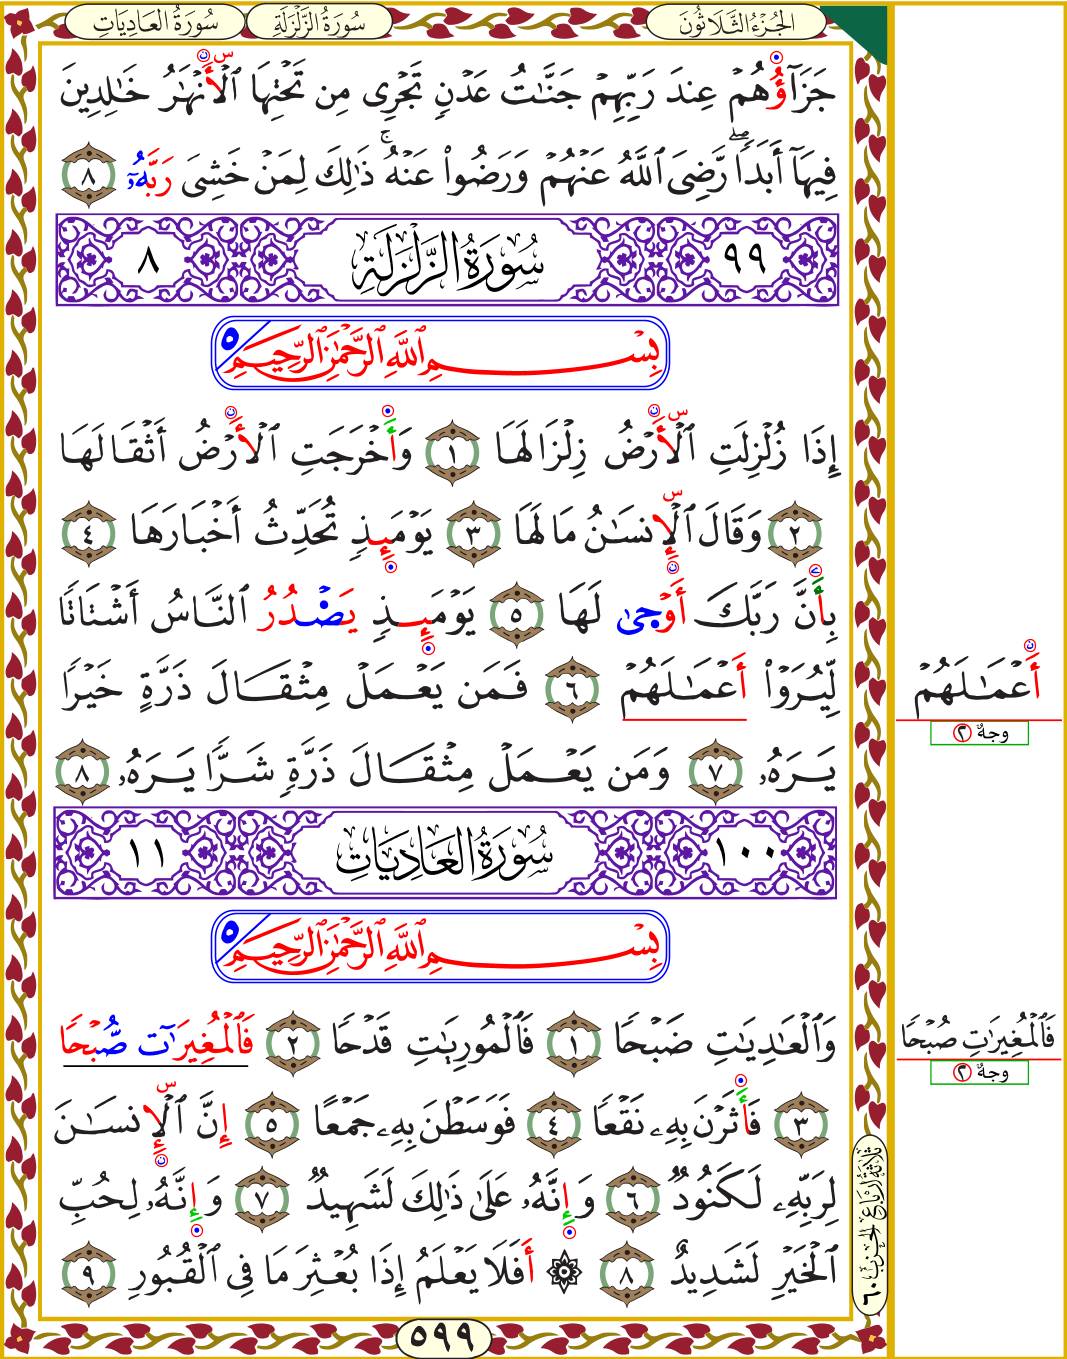 سُورَةُ العَادِيَاتِ سُورَةُ الزَّلْزَلَةِ الجُزْءُ الثَّلَاثُونَ
جَزَآؤُهُمْ عِندَ رَبِّهِمْ جَنَّٰتُ عَدْنٍ تَجْرِى مِن تَحْتِهَا ٱلْأَنْهَٰرُ خَٰلِدِينَ
فِيهَآ أَبَدًا ۖ رَّضِىَ ٱللَّهُ عَنْهُمْ وَرَضُوا۟ عَنْهُ ۚ ذَٰلِكَ لِمَنْ خَشِىَ رَبَّهُۥ ٨
٩٩ سُورَةُ الزَّلْزَلَةِ ٨
بِسْمِ ٱللَّهِ ٱلرَّحْمَٰنِ ٱلرَّحِيمِ ٥
إِذَا زُلْزِلَتِ ٱلْأَرْضُ زِلْزَالَهَا ١ وَأَخْرَجَتِ ٱلْأَرْضُ أَثْقَالَهَا
٢ وَقَالَ ٱلْإِنسَٰنُ مَا لَهَا ٣ يَوْمَئِذٍ تُحَدِّثُ أَخْبَارَهَا ٤
بِأَنَّ رَبَّكَ أَوْحَىٰ لَهَا ٥ يَوْمَئِذٍ يَصْدُرُ ٱلنَّاسُ أَشْتَاتًا
لِّيُرَوْا۟ أَعْمَٰلَهُمْ ٦ فَمَن يَعْمَلْ مِثْقَالَ ذَرَّةٍ خَيْرًا
أَعْمَٰلَهُمْ
وجهٌ ٢
يَرَهُۥ ٧ وَمَن يَعْمَلْ مِثْقَالَ ذَرَّةٍ شَرًّا يَرَهُۥ ٨
١٠٠ سُورَةُ العَادِيَاتِ ١١
بِسْمِ ٱللَّهِ ٱلرَّحْمَٰنِ ٱلرَّحِيمِ ٥
وَٱلْعَٰدِيَٰتِ ضَبْحًا ١ فَٱلْمُورِيَٰتِ قَدْحًا ٢ فَٱلْمُغِيرَٰت صُّبْحًا
فَٱلْمُغِيرَٰتِ صُبْحًا
وجهٌ ٢
٣ فَأَثَرْنَ بِهِۦ نَقْعًا ٤ فَوَسَطْنَ بِهِۦ جَمْعًا ٥ إِنَّ ٱلْإِنسَٰنَ
لِرَبِّهِۦ لَكَنُودٌ ٦ وَإِنَّهُۥ عَلَىٰ ذَٰلِكَ لَشَهِيدٌ ٧ وَإِنَّهُۥ لِحُبِّ
ٱلْخَيْرِ لَشَدِيدٌ ٨ ۞ أَفَلَا يَعْلَمُ إِذَا بُعْثِرَ مَا فِى ٱلْقُبُورِ ٩
ثلاثة أرباع الحزب ٦٠
٥٩٩